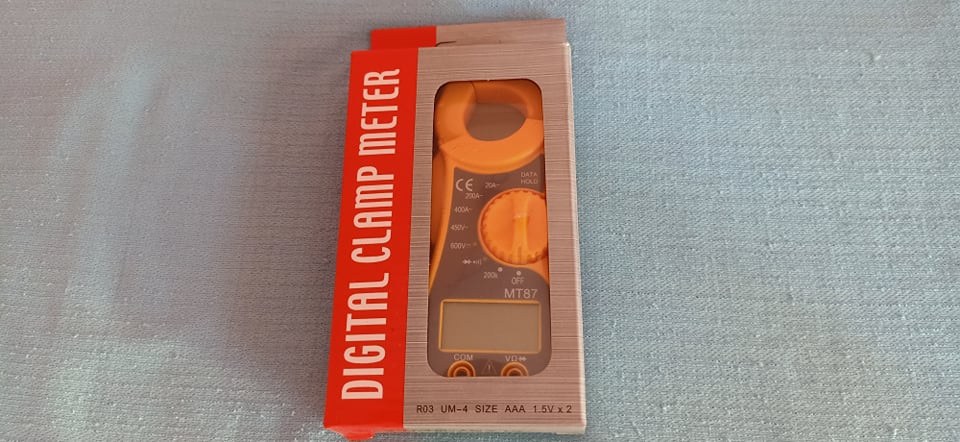 DIGITAL CLAMP METER
CE
20A~
DATA
HOLD
200A~
400A~
450V~
600V
200k
OFF
MT87
COM
VΩ
R03 UM-4 SIZE AAA 1.5V x 2